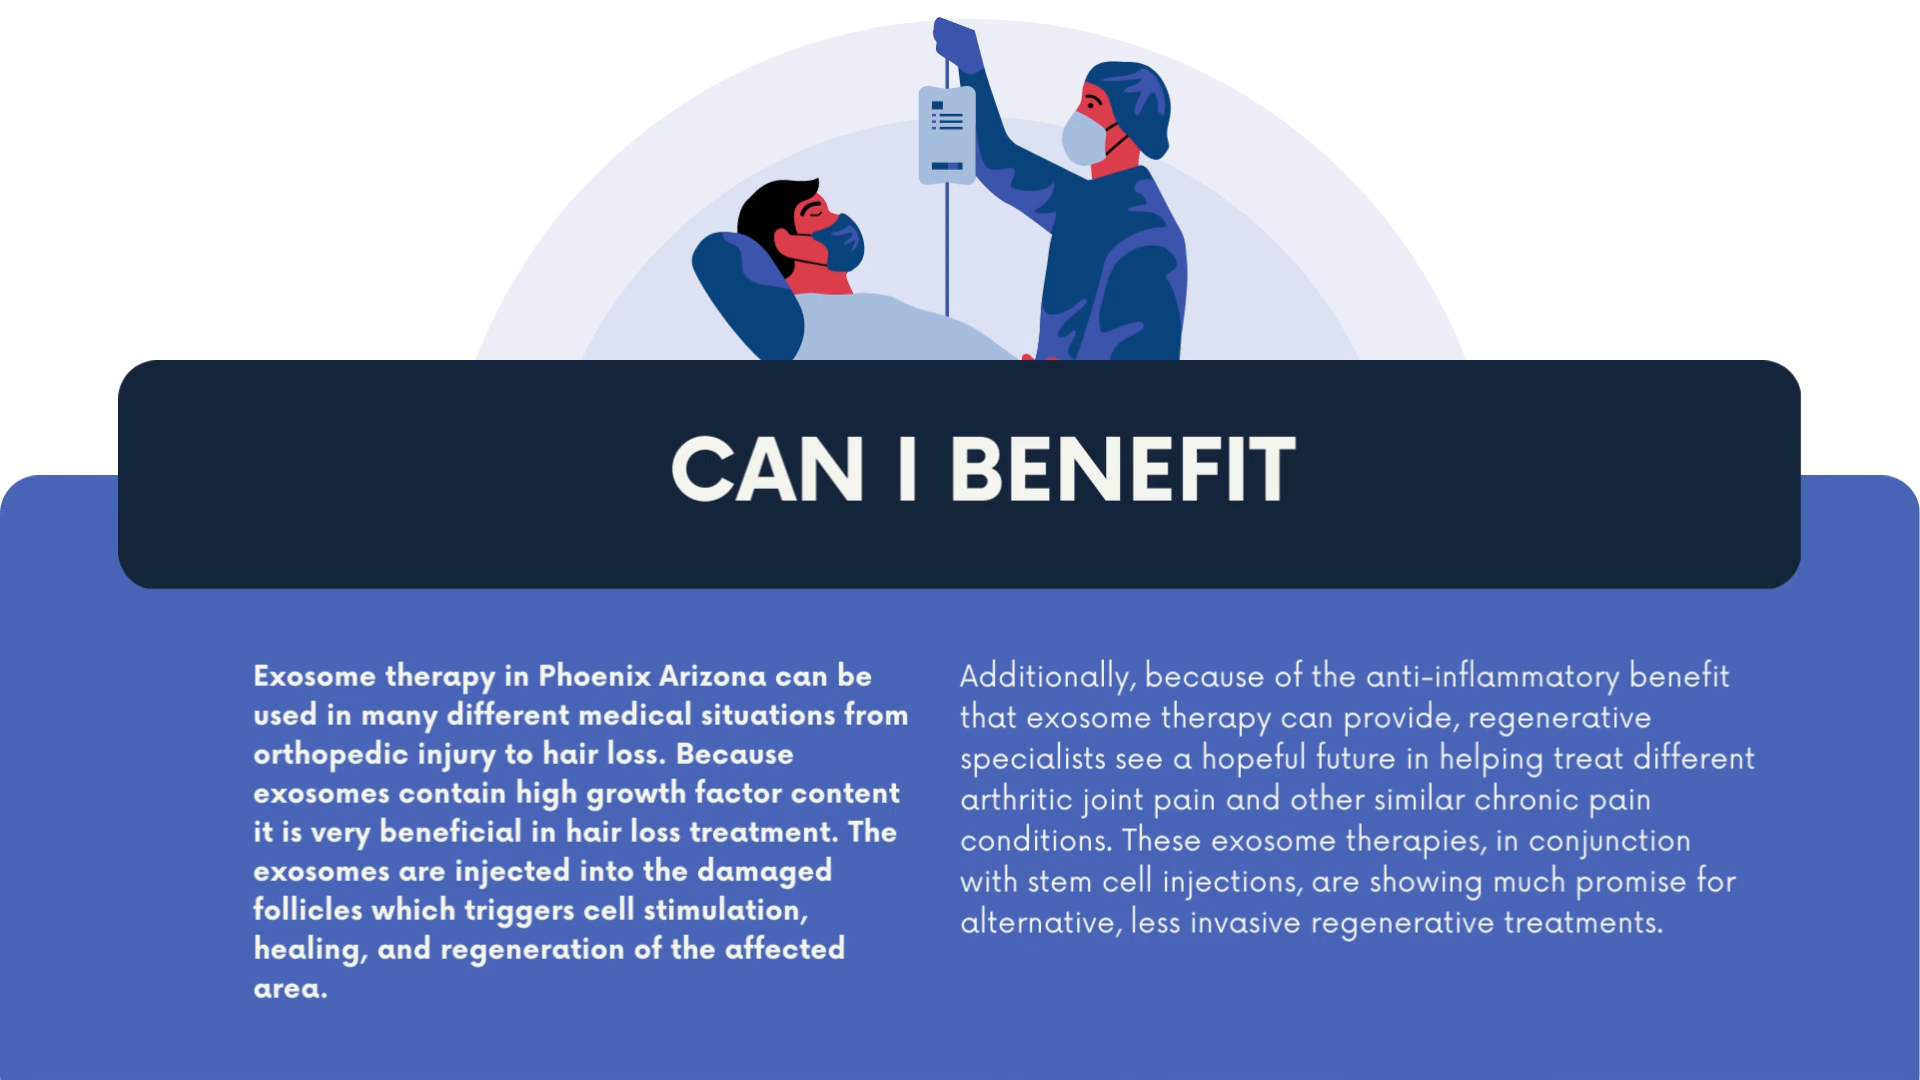 CAN I BENEFIT
Exosome therapy in Phoenix Arizona can be
used in many different medical situations from
orthopedic injury to hair loss. Because
exosomes contain high growth factor content
it is very beneficial in hair loss treatment. The
exosomes are injected into the damaged
follicles which triggers cell stimulation,
healing, and regeneration of the affected
area.
Additionally, because of the anti-inflammatory benefit
that exosome therapy can provide, regenerative
specialists see a hopeful future in helping treat different
arthritic joint pain and other similar chronic pain
conditions. These exosome therapies, in conjunction
with stem cell injections, are showing much promise for
alternative, less invasive regenerative treatments.